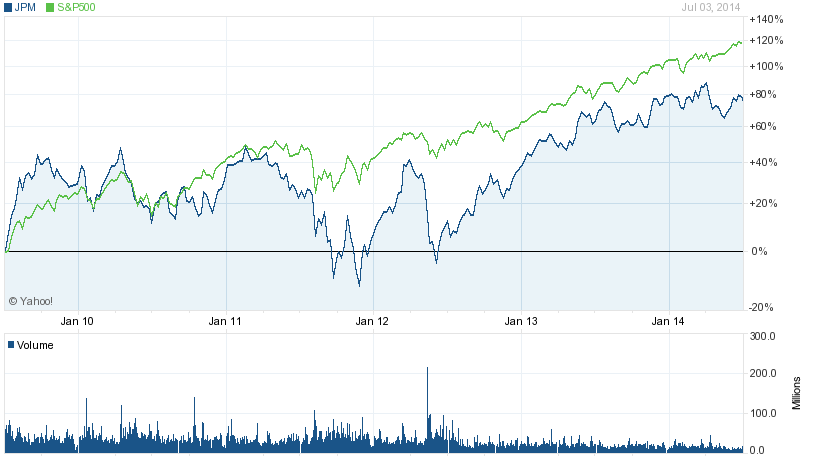 JPM S&P500 Jul 03, 2014
+140%
+120%
+100%
+80%
+60%
+40%
+20%
0%
© Yahoo!
-20%
Jan 10 Jan 11 Jan 12 Jan 13 Jan 14
Volume
300.0
200.0
100.0
0.0
Millions